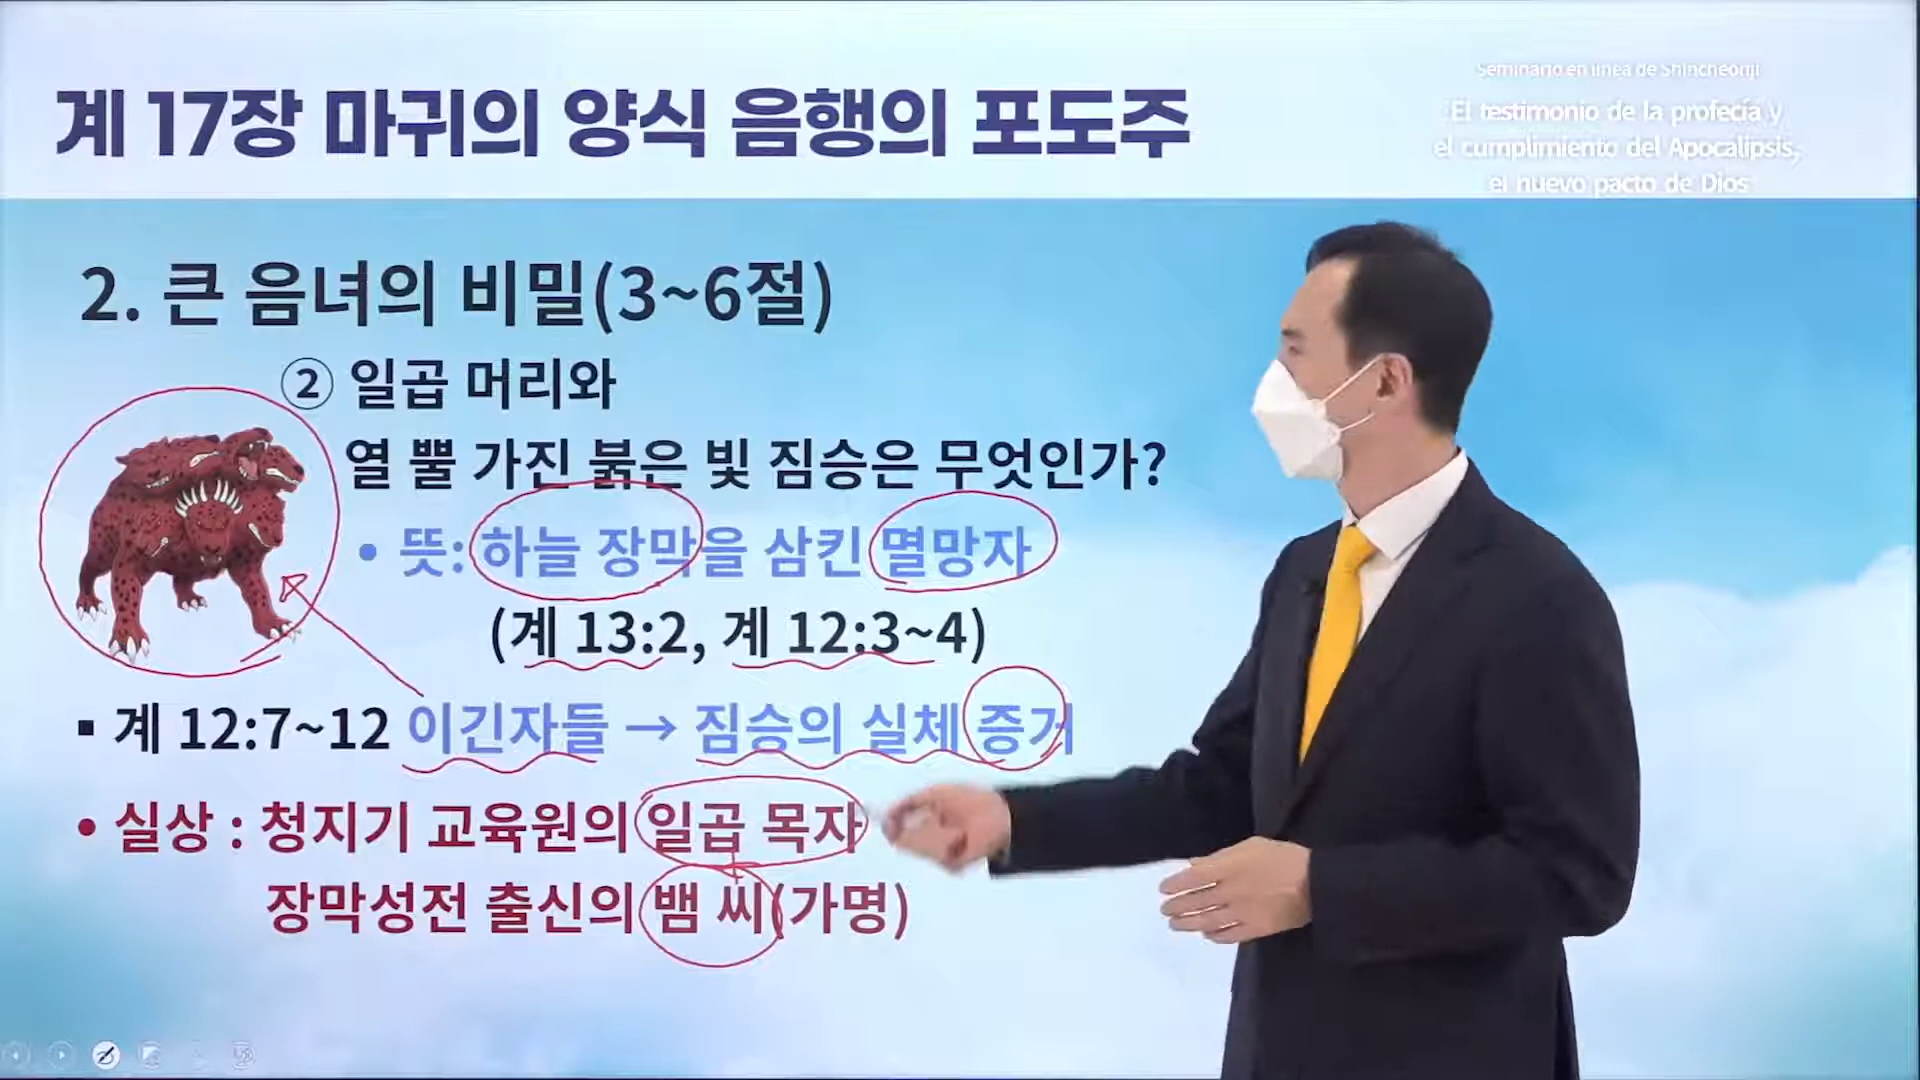 계 17장 마귀의 양식 음행의 포도주
Seminario en línea de Shincheonji
El testimonio de la profecía y
el cumplimiento del Apocalipsis,
el nuevo pacto de Dios
2. 큰 음녀의 비밀(3~6절)
② 일곱 머리와
열 뿔 가진 붉은 빛 짐승은 무엇인가?
• 뜻: 하늘 장막을 삼킨 멸망자
(계 13:2, 계 12:3~4)
▪ 계 12:7~12 이긴자들 → 짐승의 실체 증거
• 실상 : 청지기 교육원의 일곱 목자
장막성전 출신의 뱀 씨(가명)